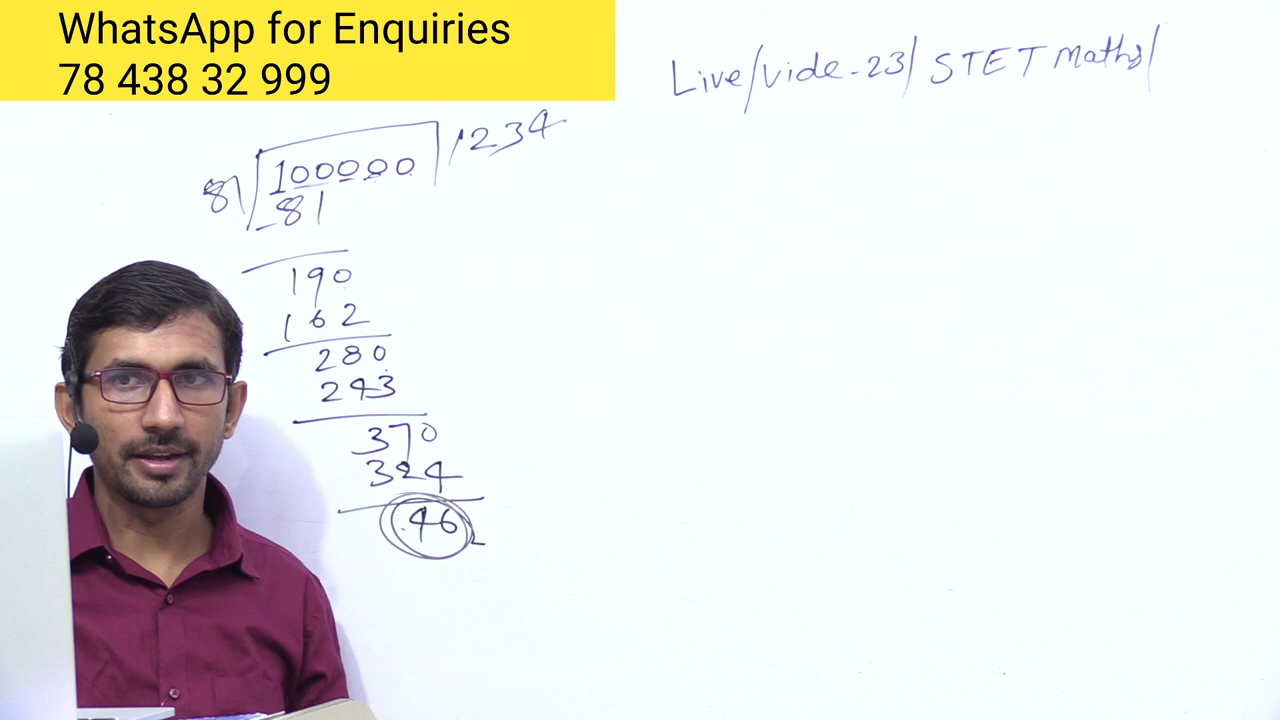 WhatsApp for Enquiries
78 438 32 999
Live/Vide-23/ STET Maths/
81 100000 1234
-81
190
162
280
243
370
324
46